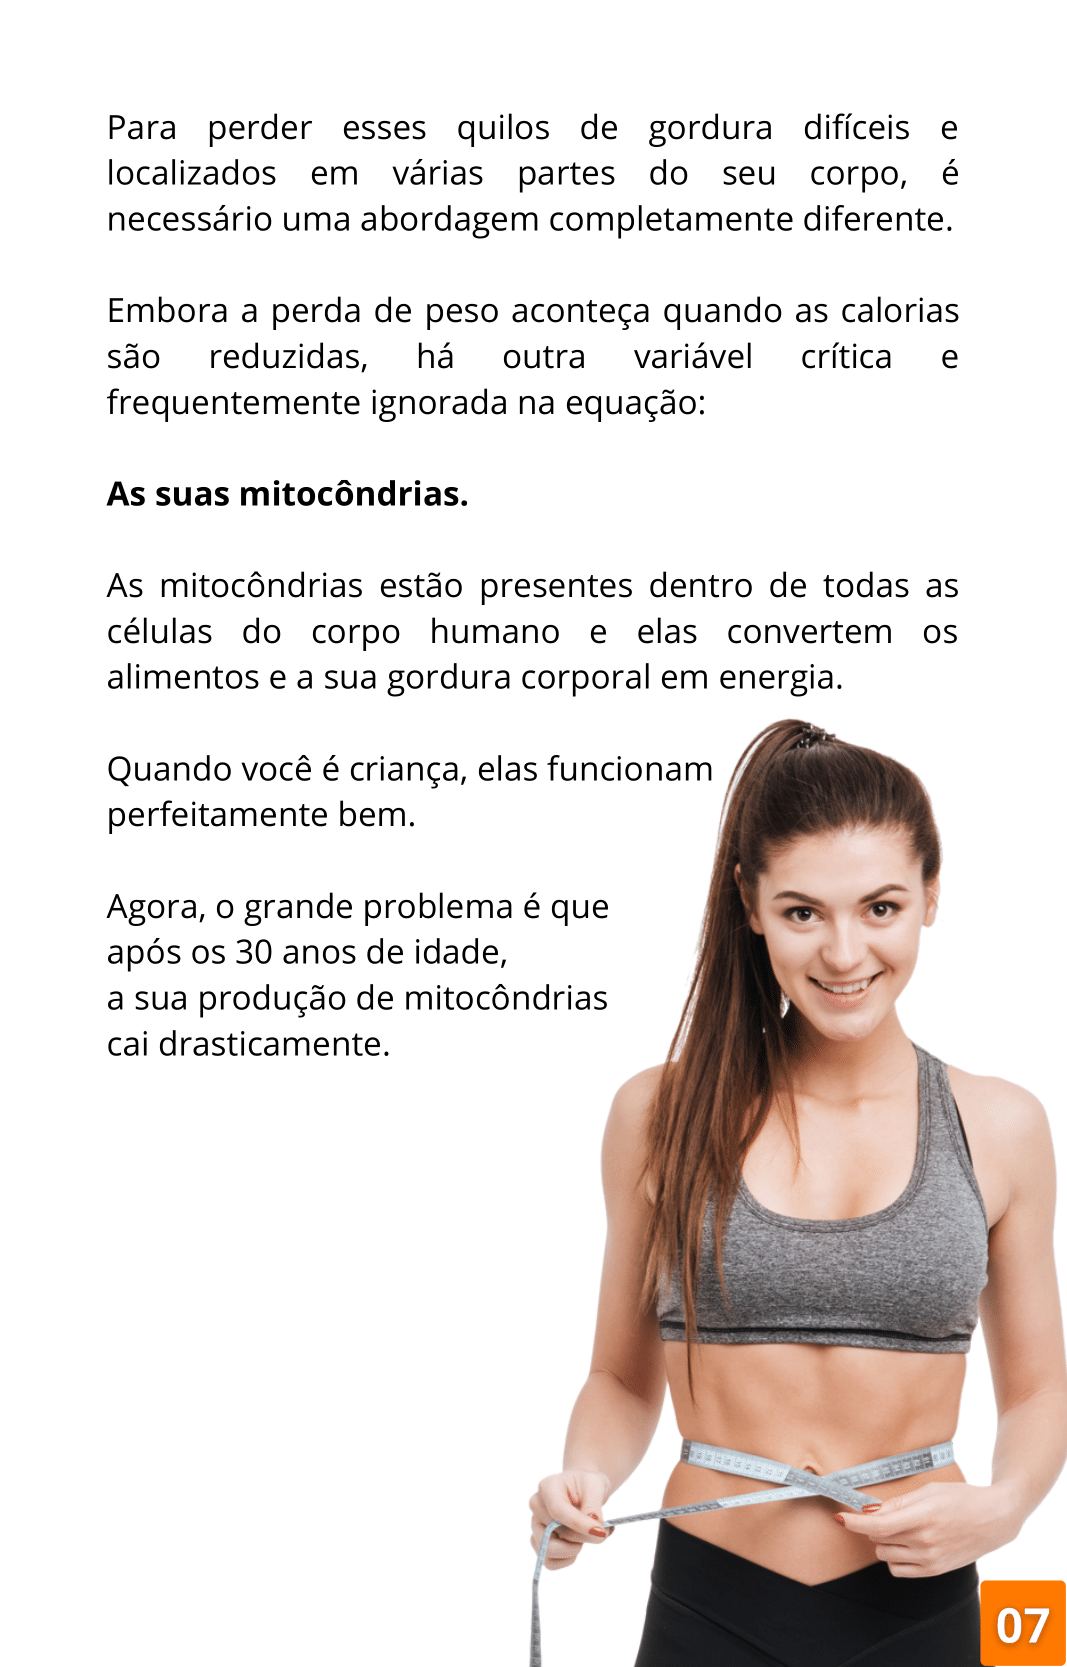 Para perder esses quilos de gordura difíceis e
localizados em várias partes do seu corpo, é
necessário uma abordagem completamente diferente.
Embora a perda de peso aconteça quando as calorias
são reduzidas, há outra variável crítica e
frequentemente ignorada na equação:
As suas mitocôndrias.
As mitocôndrias estão presentes dentro de todas as
células do corpo humano e elas convertem os
alimentos e a sua gordura corporal em energia.
Quando você é criança, elas funcionam
perfeitamente bem.
Agora, o grande problema é que
após os 30 anos de idade,
a sua produção de mitocôndrias
cai drasticamente.
07